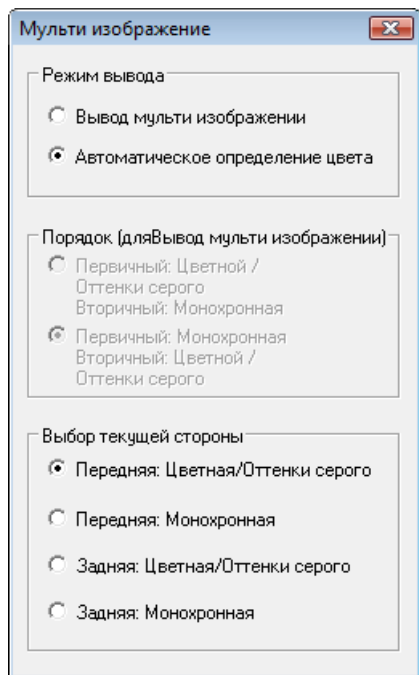 Мульти изображение
Режим вывода
Вывод мульти изображении
Автоматическое определение цвета
Порядок (дляВывод мульти изображении)
Первичный: Цветной /
Оттенки серого
Вторичный: Монохронная
Первичный: Монохронная
Вторичный: Цветной /
Оттенки серого
Выбор текущей стороны
Передняя: Цветная/Оттенки серого
Передняя: Монохронная
Задняя: Цветная/Оттенки серого
Задняя: Монохронная